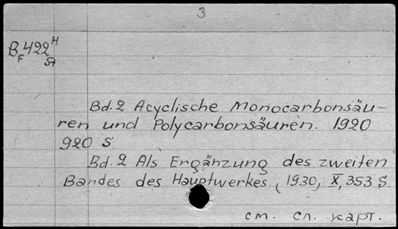 3
B 422 H
F St
Bd. 2 Acyclische Monocarbonsäu-
ren und Polycarbonsäuren. 1920
920 S.
Bd. 2 Als Ergänzung des zweiten
Bandes des Hauptwerkes. (1930, X, 353 S
см. сл. карт.